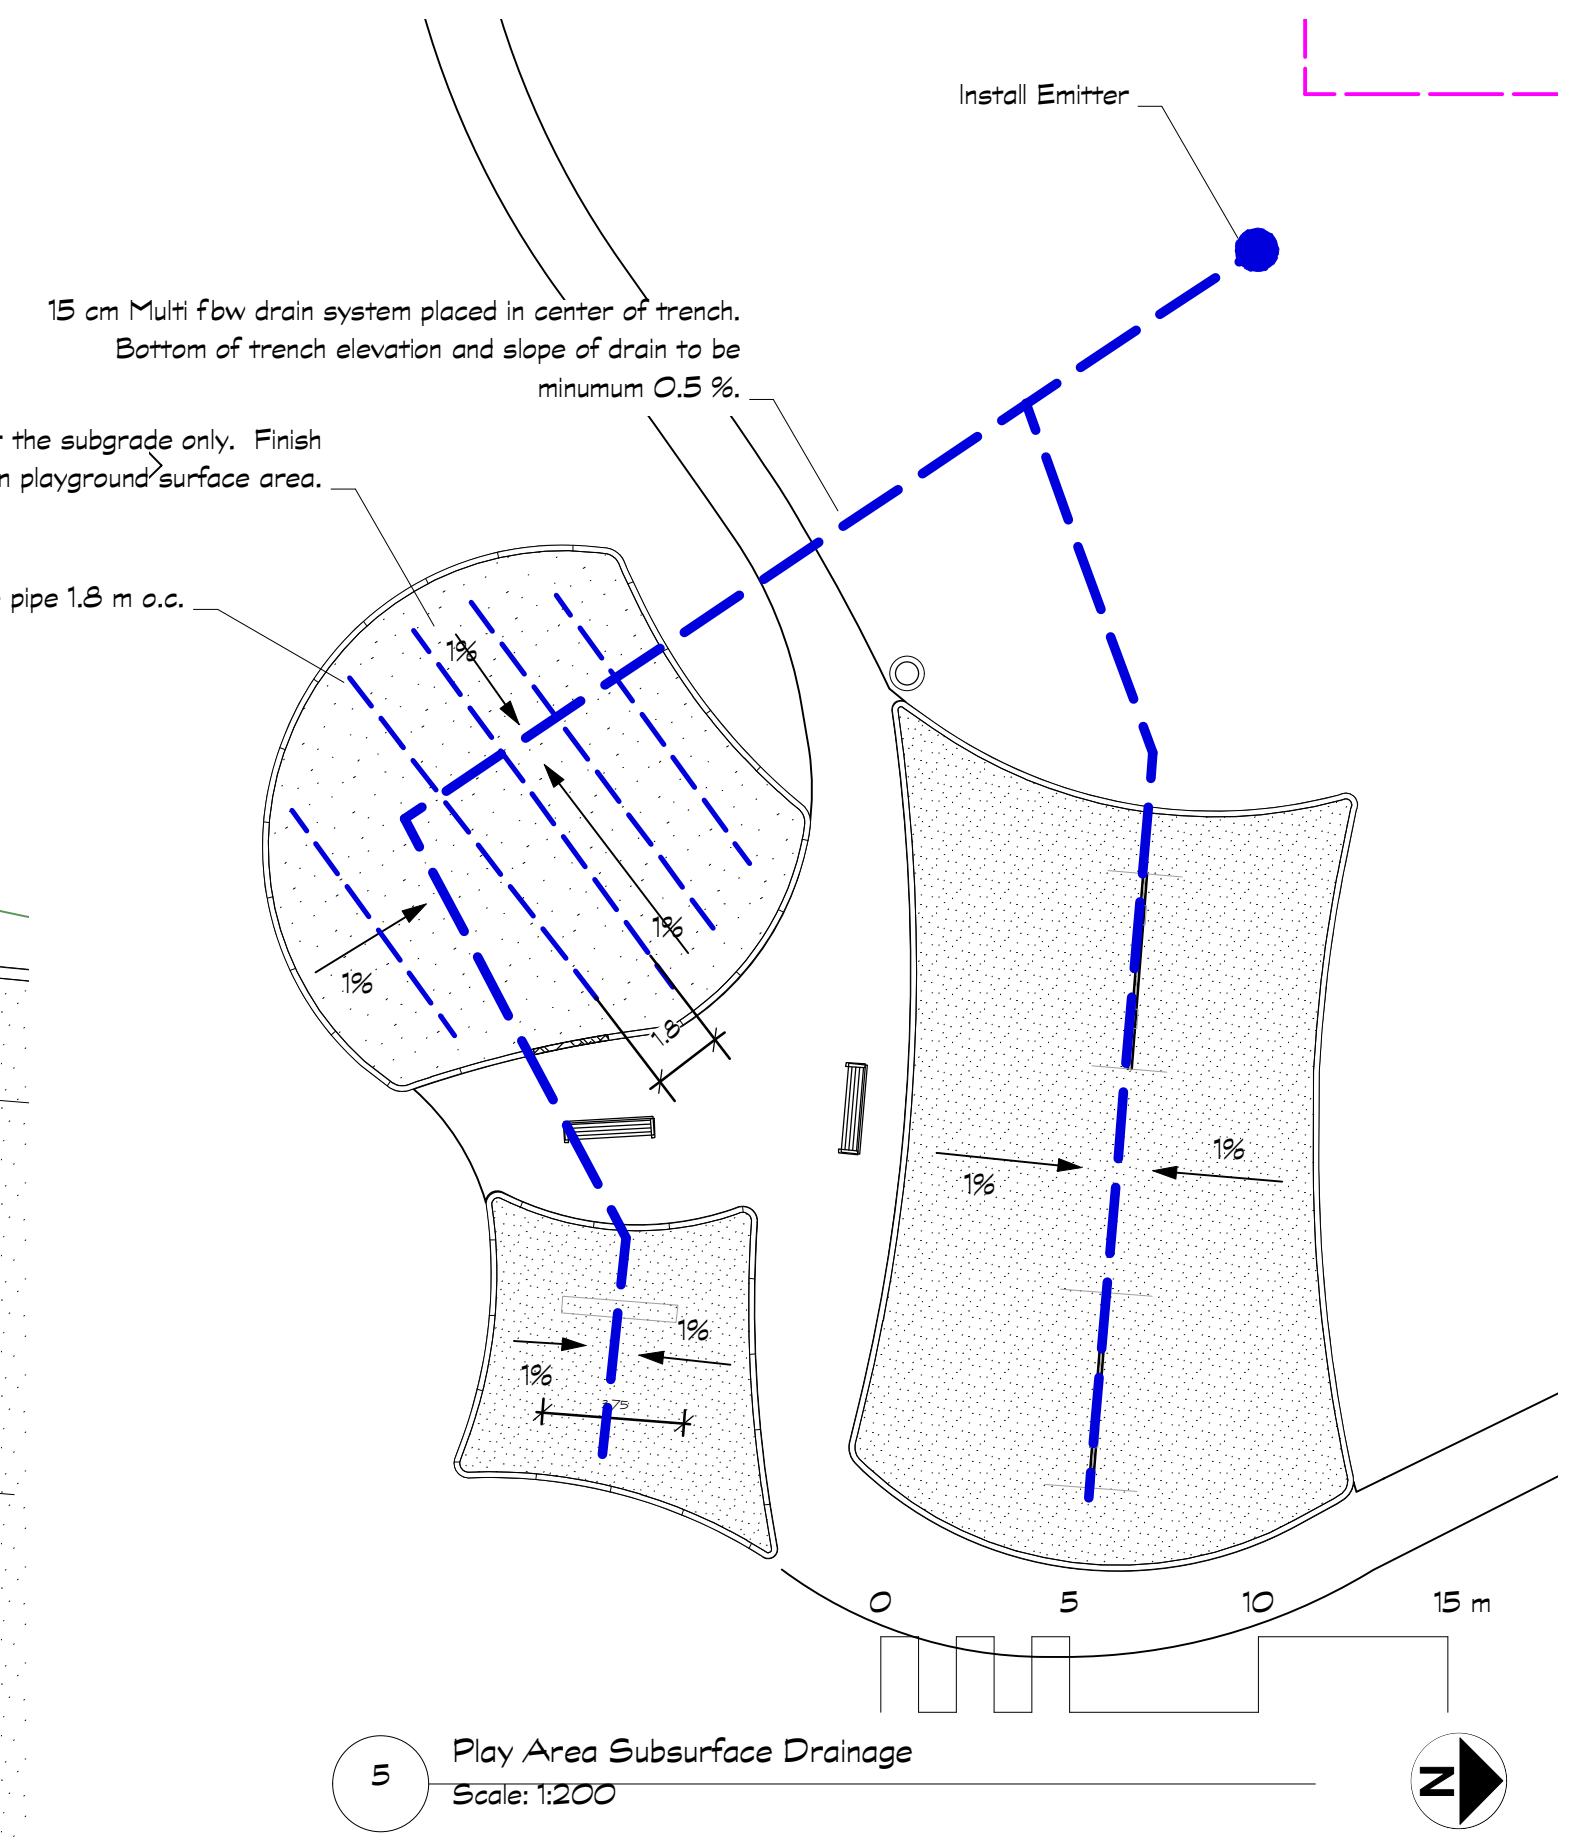 Install Emitter
15 cm Multi flow drain system placed in center of trench.
Bottom of trench elevation and slope of drain to be
minumum 0.5 %.
the subgrade only. Finish
playground surface area.
pipe 1.8 m o.c.
1%
1%
1%
1.8
1%
1%
1%
1%
0 5 10 15 m
5
Play Area Subsurface Drainage
Scale: 1:200
N